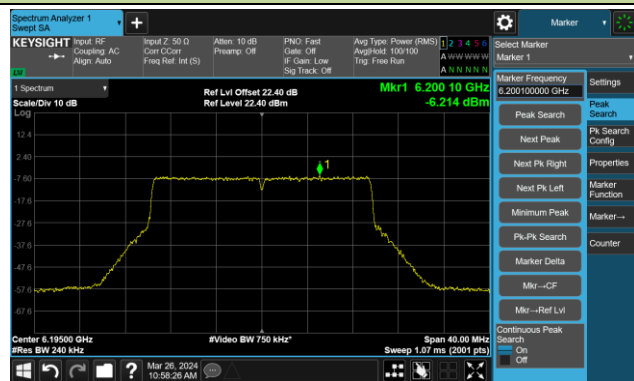 Spectrum Analyzer 1
Swept SA
Marker
KEYSIGHT
Input: RF
Coupling: AC
Align: Auto
Input Z: 50 Ω
Corr CCorr
Freq Ref: Int (S)
Atten: 10 dB
Preamp: Off
PNO: Fast
Gate: Off
IF Gain: Low
Sig Track: Off
Avg Type: Power (RMS)
Avg|Hold: 100/100
Trig: Free Run
1 2 3 4 5 6
A W W W W W
A N N N N N
LXI
Select Marker
Marker 1
1 Spectrum
Scale/Div 10 dB
Log
Ref Lvl Offset 22.40 dB
Ref Level 22.40 dBm
Mkr1 6.200 10 GHz
-6.214 dBm
12.4
2.40
-7.60
-17.6
-27.6
-37.6
-47.6
-57.6
-67.6
1
Center 6.19500 GHz
#Res BW 240 kHz
#Video BW 750 kHz*
Span 40.00 MHz
Sweep 1.07 ms (2001 pts)
Marker Frequency
6.200100000 GHz
Peak Search
Next Peak
Next Pk Right
Next Pk Left
Minimum Peak
Pk-Pk Search
Marker Delta
Mkr→CF
Mkr→Ref Lvl
Continuous Peak
Search
On
Off
Settings
Peak
Search
Pk Search
Config
Properties
Marker
Function
Marker→
Counter
?
Mar 26, 2024
10:58:26 AM